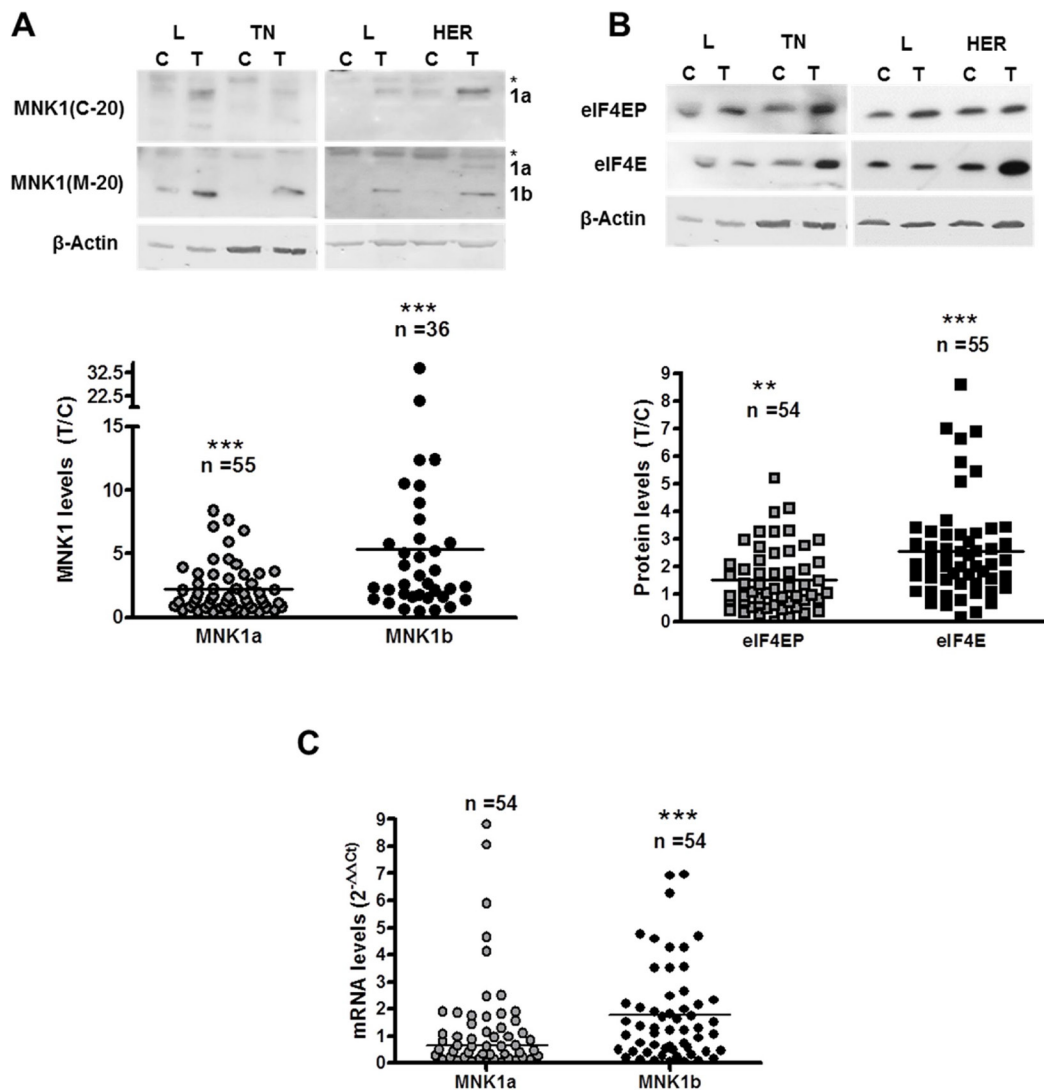 A
L TN L HER
C T C T C T C T
MNK1(C-20)
*
1a
MNK1(M-20)
*
1a
1b
β-Actin
***
n =36
***
n =55
MNK1 levels (T/C)
32.5
22.5
15
10
5
0
MNK1a MNK1b
B
L TN L HER
C T C T C T C T
eIF4EP
eIF4E
β-Actin
***
n =55
**
n =54
Protein levels (T/C)
9
8
7
6
5
4
3
2
1
0
eIF4EP eIF4E
C
n =54
***
n =54
mRNA levels (2-ΔΔCt)
9
8
7
5
4
3
2
1
0
MNK1a MNK1b